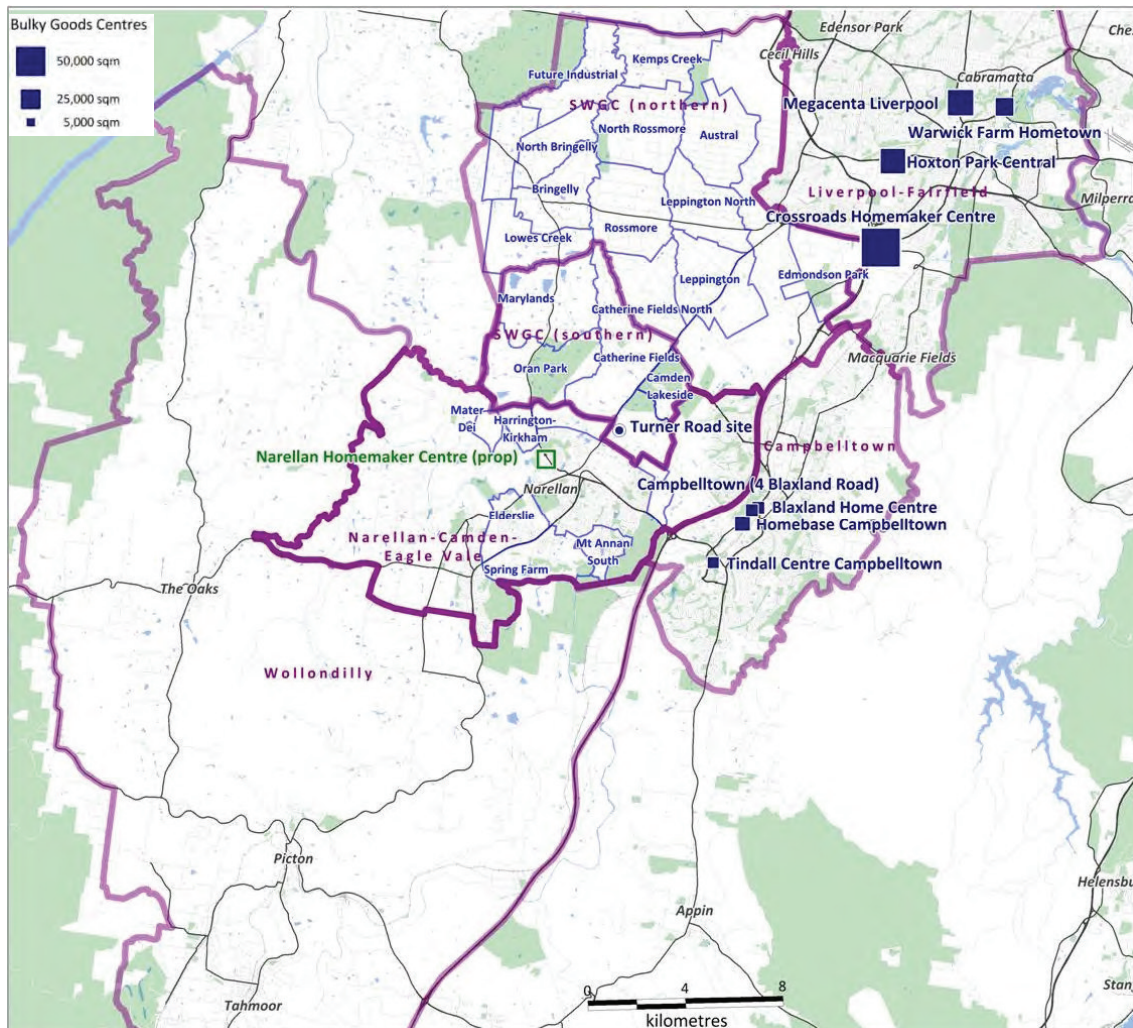 Bulky Goods Centres
50,000 sqm
25,000 sqm
5,000 sqm
Edensor Park
Cecil Hills
Kemps Creek
Future Industrial
Cabramatta
SWGC (northern)
Megacenta Liverpool
North Rossmore
Austral
Warwick Farm Hometown
North Bringelly
Hoxton Park Central
Bringelly
Liverpool-Fairfield
Milperra
Leppington North
Crossroads Homemaker Centre
Lowes Creek
Rossmore
Leppington
Edmondson Park
Marylands
Catherine Fields North
SWGC (southern)
Catherine Fields
Macquarie Fields
Oran Park
Camden
Lakeside
Mater
Dei
Harrington-
Kirkham
Turner Road site
Campbelltown
Narellan Homemaker Centre (prop)
Narellan
Campbelltown (4 Blaxland Road)
Blaxland Home Centre
Homebase Campbelltown
Elderslie
Narellan-Camden-
Eagle Vale
Mt Annan
South
Spring Farm
Tindall Centre Campbelltown
The Oaks
Wollondilly
Picton
Appin
Helensbu
Tahmoor
0 4 8
kilometres